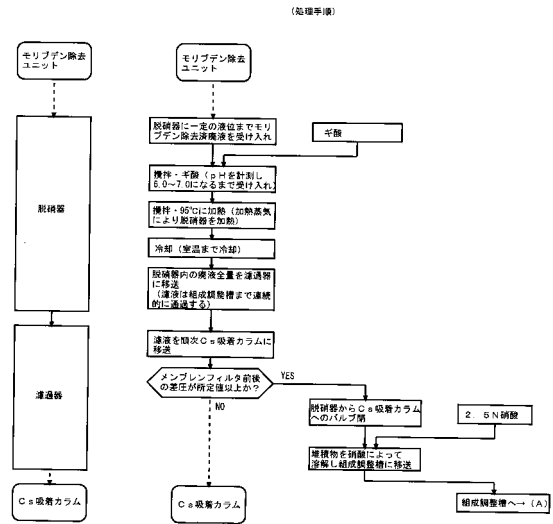 （処理手順）
モリブデン除去
ユニット
脱硝器
濾過器
Ｃｓ吸着カラム
モリブデン除去
ユニット
脱硝器に一定の液位までモリ
ブデン除去済廃液を受け入れ
ギ酸
攪拌・ギ酸（ｐＨを計測し
6.0～7.0になるまで受け入れ）
攪拌・95℃に加熱（加熱蒸気
により脱硝器を加熱）
冷却（室温まで冷却）
脱硝器内の廃液全量を濾過器
に移送
（濾液は組成調整槽まで連続
的に通過する）
濾液を順次Ｃｓ吸着カラムに
移送
メンブレンフィルタ前後
の差圧が所定値以上か？
YES
NO
脱硝器からＣｓ吸着カラム
へのバルブ閉
２．５Ｎ硝酸
堆積物を硝酸によって
溶解し組成調整槽に移送
Ｃｓ吸着カラム
組成調整槽へ→（Ａ）